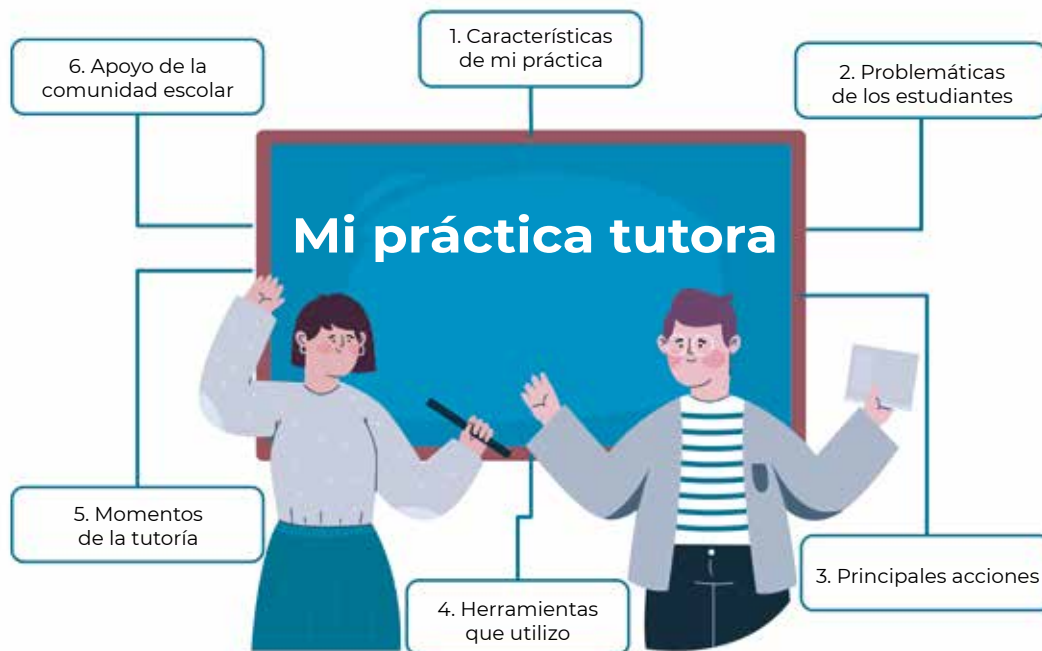 Mi práctica tutora
1. Características
de mi práctica
2. Problemáticas
de los estudiantes
3. Principales acciones
4. Herramientas
que utilizo
5. Momentos
de la tutoría
6. Apoyo de la
comunidad escolar